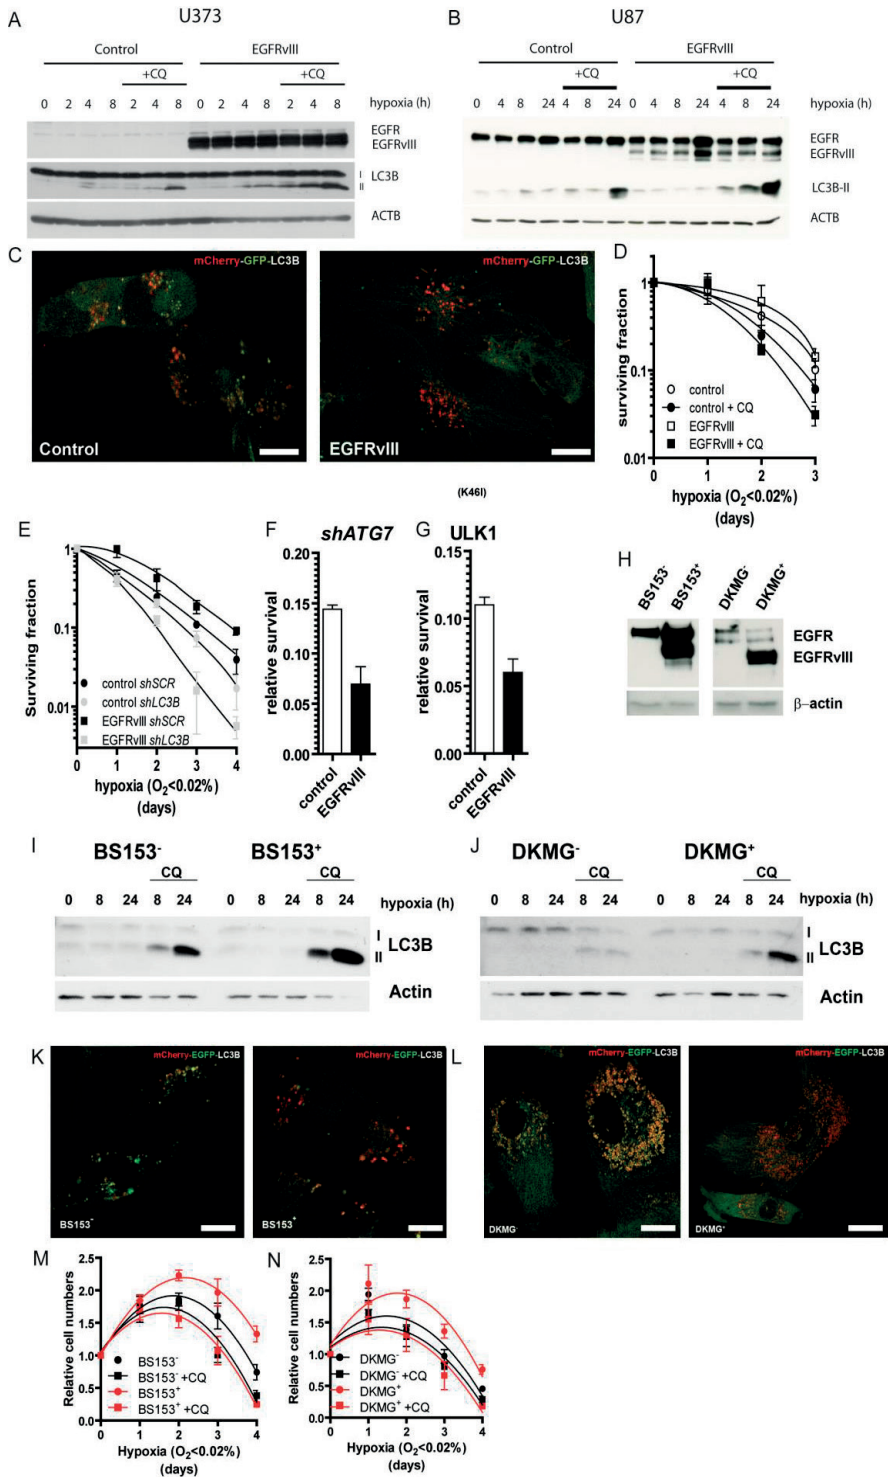 A
U373
Control
EGFRvIII
+CQ
+CQ
0 2 4 8 2 4 8 0 2 4 8 2 4 8 hypoxia (h)
EGFR
EGFRvIII
I
LC3B
II
ACTB
B
U87
Control
EGFRvIII
+CQ
+CQ
0 4 8 24 4 8 24 0 4 8 24 4 8 24 hypoxia (h)
EGFR
EGFRvIII
LC3B-II
ACTB
C
mCherry-GFP-LC3B
Control
mCherry-GFP-LC3B
EGFRvIII
(K46I)
D
surviving fraction
1
0.1
0.01
control
control + CQ
EGFRvIII
EGFRvIII + CQ
0 1 2 3
hypoxia (O2<0.02%)
(days)
E
Surviving fraction
1
0.1
0.01
control shSCR
control shLC3B
EGFRvIII shSCR
EGFRvIII shLC3B
0 1 2 3 4
hypoxia (O2<0.02%)
(days)
F
shATG7
relative survival
0.20
0.15
0.10
0.05
0.00
control
EGFRvIII
G
ULK1
relative survival
0.15
0.10
0.05
0.00
control
EGFRvIII
H
BS153-
BS153+
DKMG-
DKMG+
EGFR
EGFRvIII
β-actin
I
BS153-
BS153+
CQ
CQ
0 8 24 8 24 0 8 24 8 24 hypoxia (h)
I
LC3B
II
Actin
J
DKMG-
DKMG+
CQ
CQ
0 8 24 8 24 0 8 24 8 24
I
LC3B
II
Actin
K
mCherry-EGFP-LC3B
BS153-
mCherry-EGFP-LC3B
BS153+
L
mCherry-EGFP-LC3B
DKMG-
mCherry-EGFP-LC3B
DKMG+
M
Relative cell numbers
2.5
2.0
1.5
1.0
0.5
0.0
BS153-
BS153- +CQ
BS153+
BS153+ +CQ
0 1 2 3 4
Hypoxia (O2<0.02%)
(days)
N
Relative cell numbers
2.5
2.0
1.5
1.0
0.5
0.0
DKMG-
DKMG- +CQ
DKMG+
DKMG+ +CQ
0 1 2 3 4
Hypoxia (O2<0.02%)
(days)